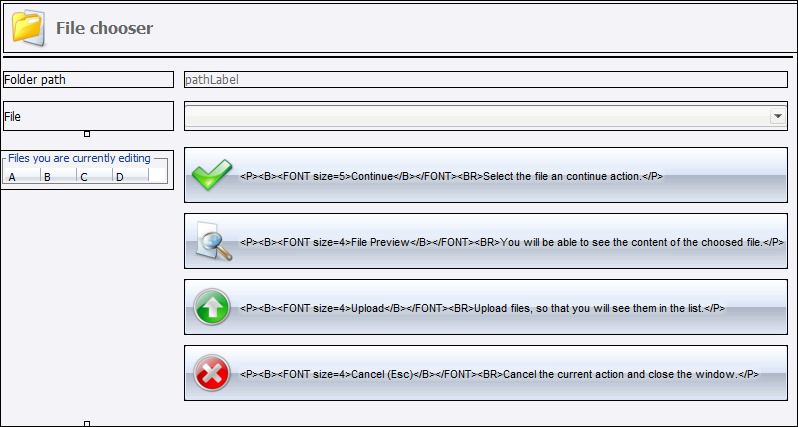 File chooser
Folder path
pathLabel
File
Files you are currently editing
A B C D
<P><B><FONT size=5>Continue</B></FONT><BR>Select the file an continue action.</P>
<P><B><FONT size=4>File Preview</B></FONT><BR>You will be able to see the content of the choosed file.</P>
<P><B><FONT size=4>Upload</B></FONT><BR>Upload files, so that you will see them in the list.</P>
<P><B><FONT size=4>Cancel (Esc)</B></FONT><BR>Cancel the current action and close the window.</P>